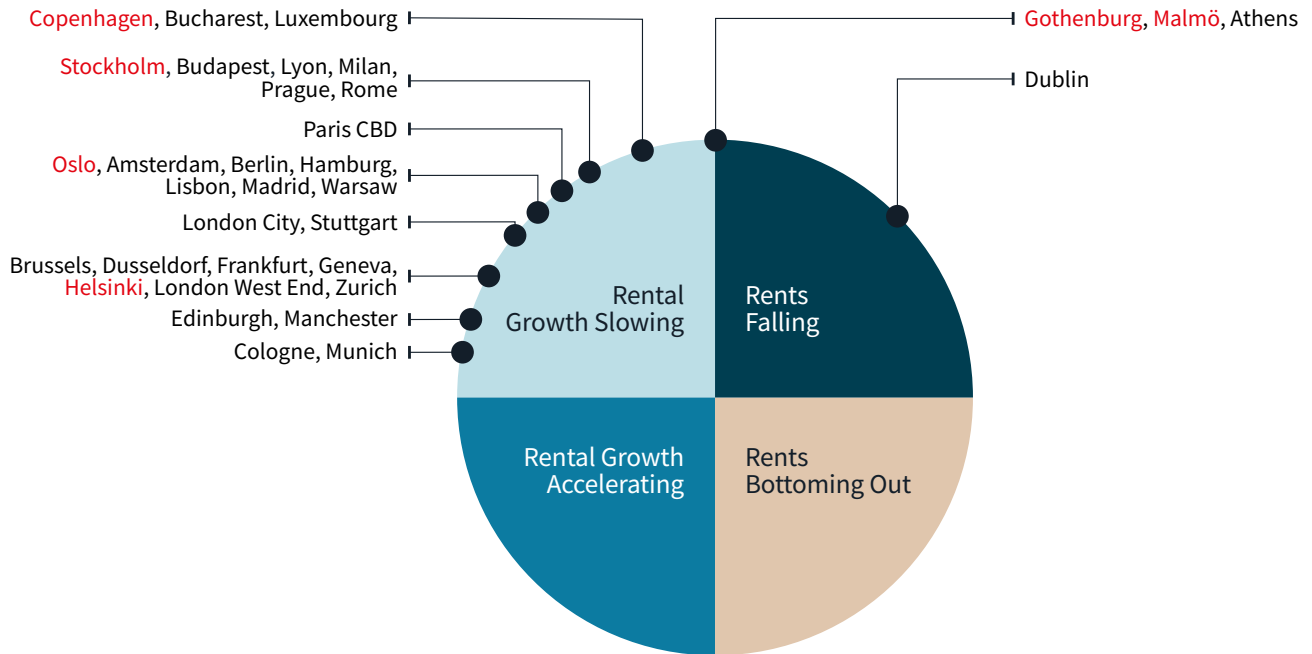 Copenhagen, Bucharest, Luxembourg
Stockholm, Budapest, Lyon, Milan,
Prague, Rome
Paris CBD
Oslo, Amsterdam, Berlin, Hamburg,
Lisbon, Madrid, Warsaw
London City, Stuttgart
Brussels, Dusseldorf, Frankfurt, Geneva,
Helsinki, London West End, Zurich
Edinburgh, Manchester
Cologne, Munich
Gothenburg, Malmö, Athens
Dublin
Rental
Growth Slowing
Rents
Falling
Rental Growth
Accelerating
Rents
Bottoming Out